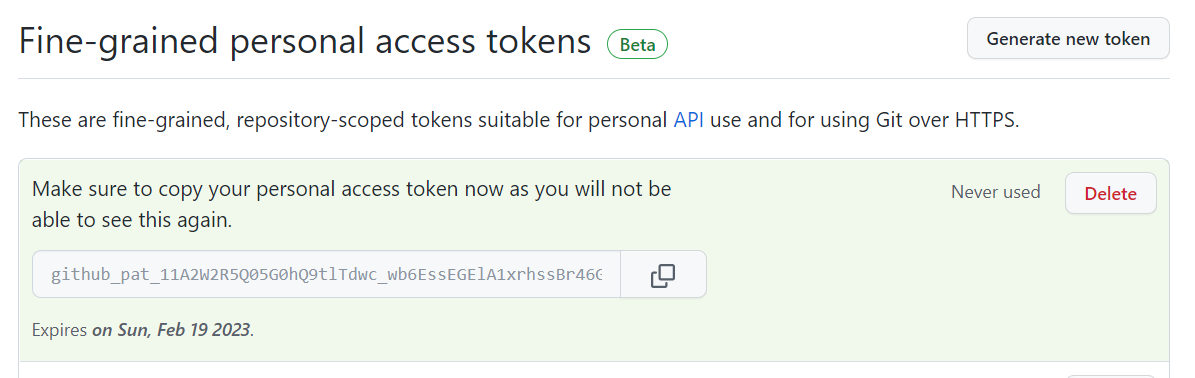 Fine-grained personal access tokens Beta Generate new token
These are fine-grained, repository-scoped tokens suitable for personal API use and for using Git over HTTPS.
Make sure to copy your personal access token now as you will not be
able to see this again.
Never used Delete
github_pat_11A2W2R5Q05G0hQ9tlTdwc_wb6EssEGElA1xrhssBr46G
Expires on Sun, Feb 19 2023.